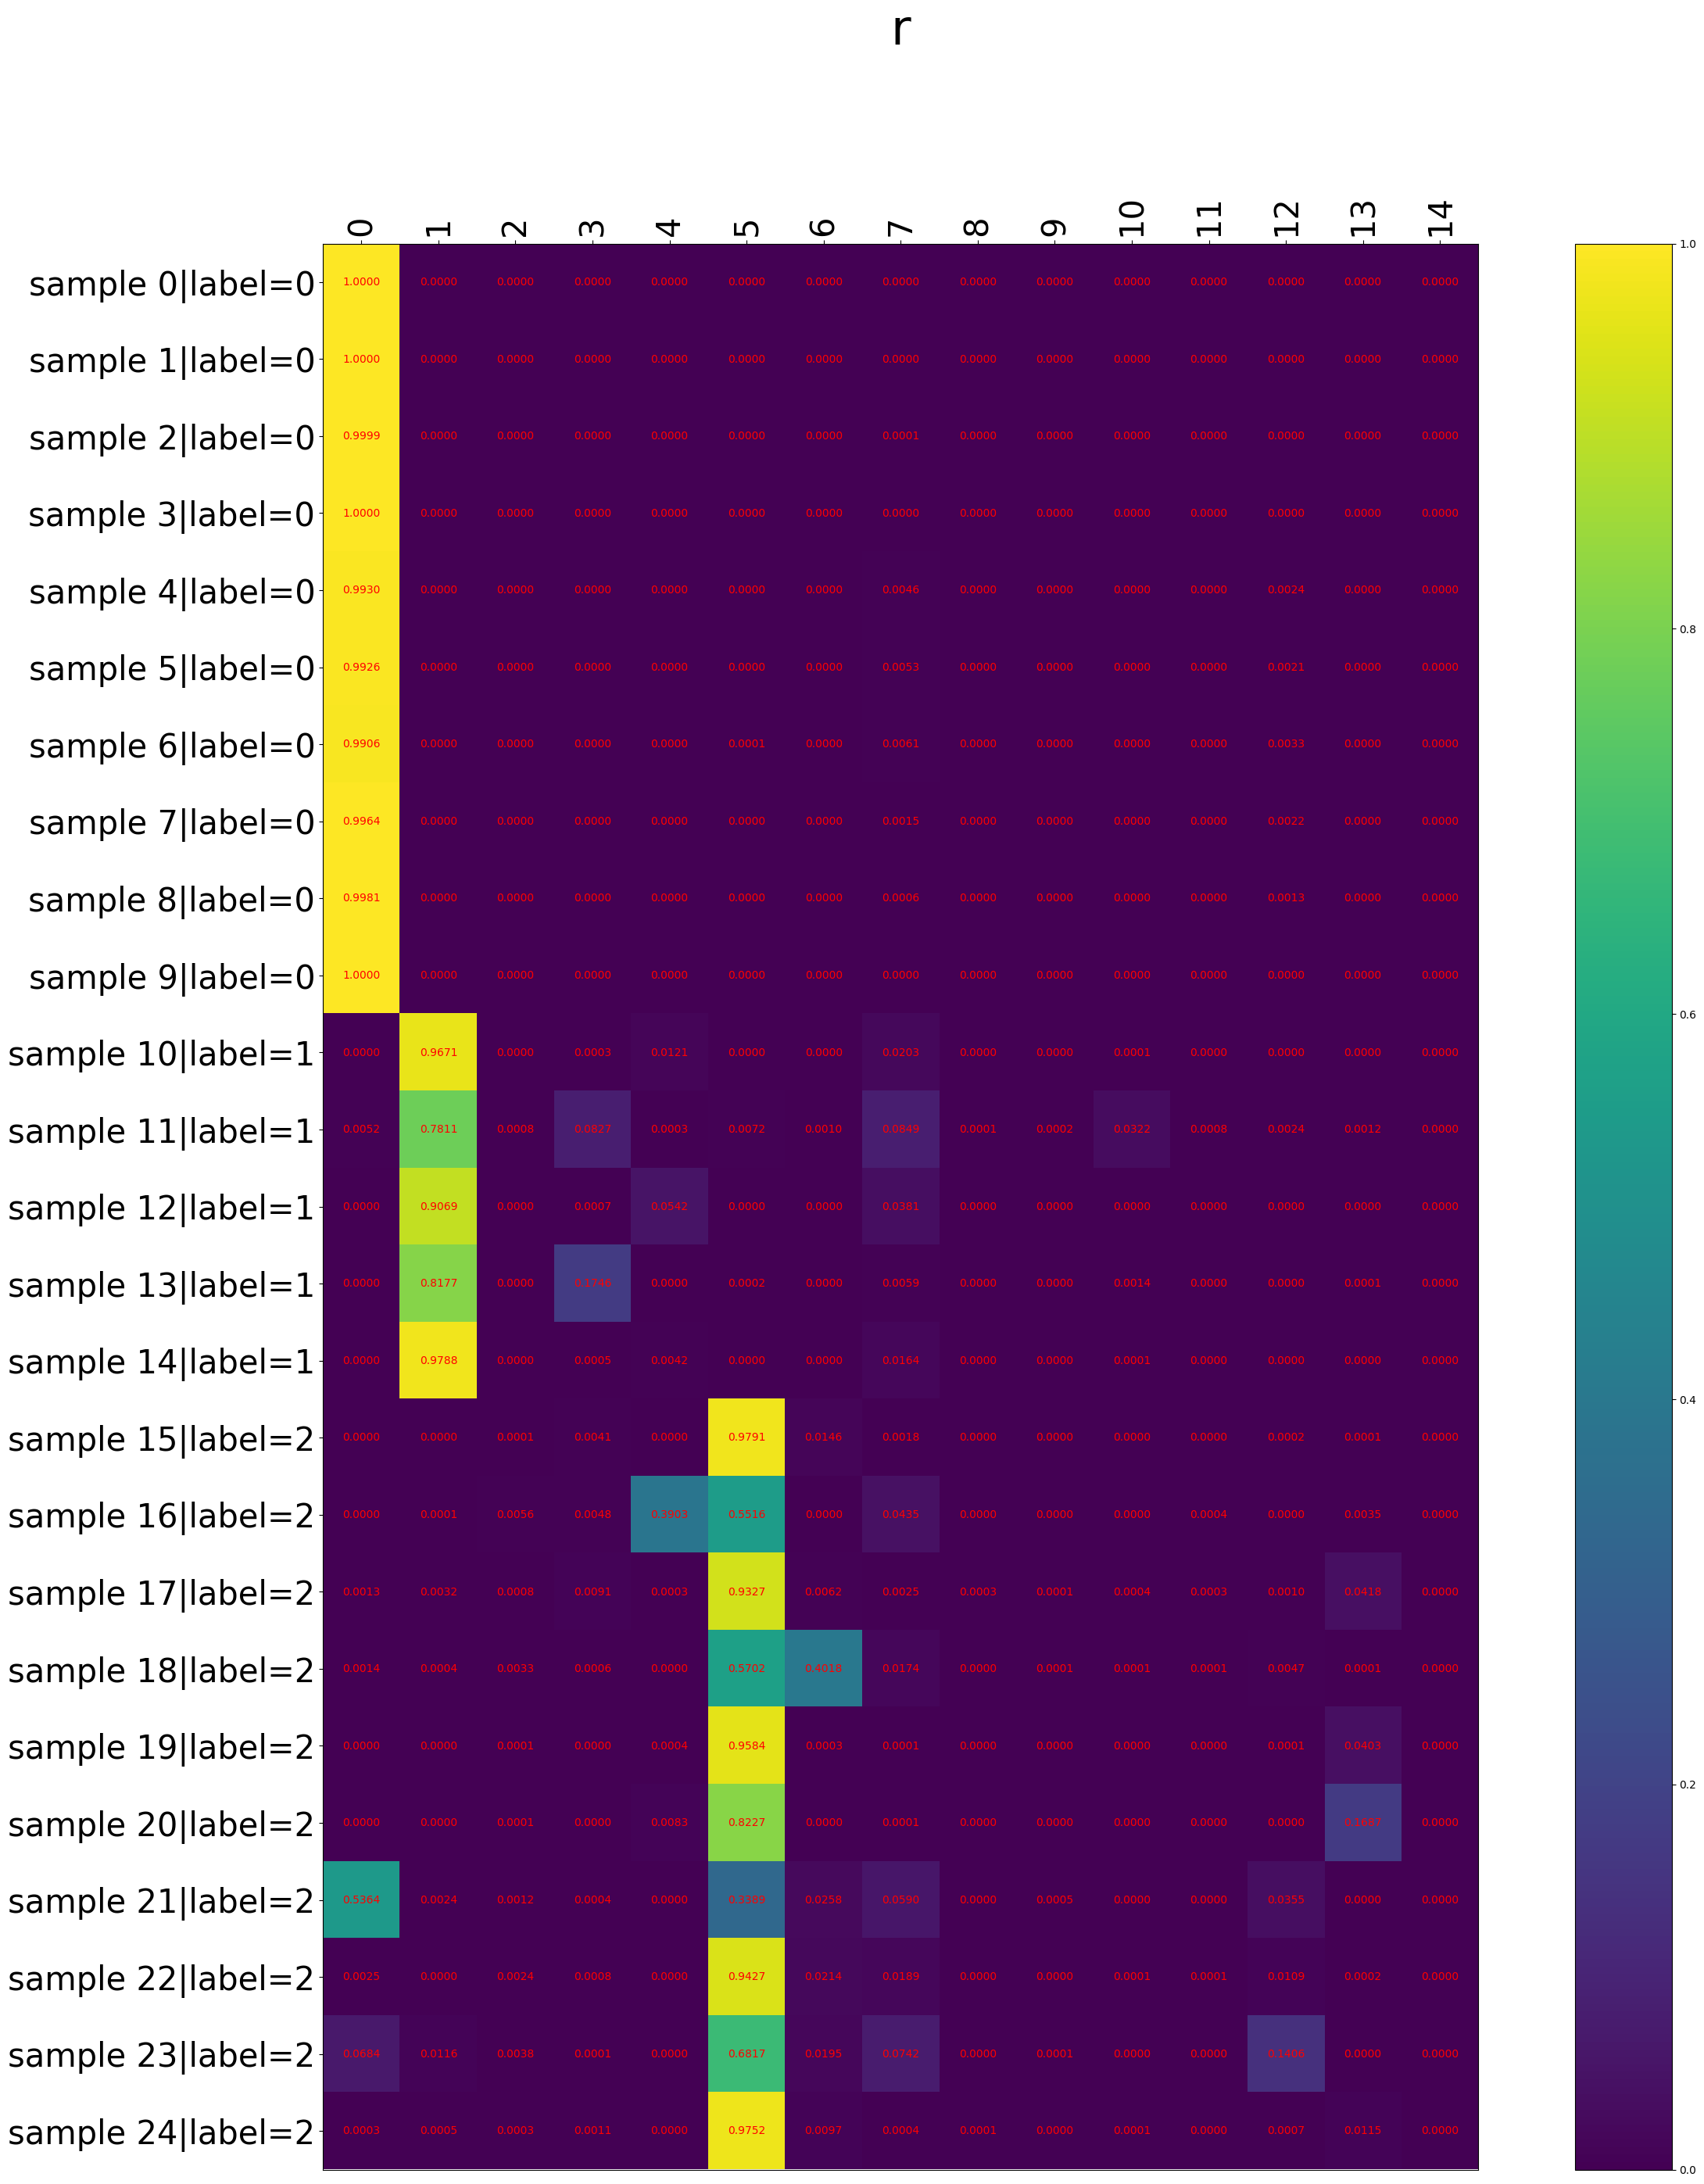 r
0 1 2 3 4 5 6 7 8 9 10 11 12 13 14
sample 0|label=0 1.0000 0.0000 0.0000 0.0000 0.0000 0.0000 0.0000 0.0000 0.0000 0.0000 0.0000 0.0000 0.0000 0.0000 0.0000
sample 1|label=0 1.0000 0.0000 0.0000 0.0000 0.0000 0.0000 0.0000 0.0000 0.0000 0.0000 0.0000 0.0000 0.0000 0.0000 0.0000
sample 2|label=0 0.9999 0.0000 0.0000 0.0000 0.0000 0.0000 0.0000 0.0001 0.0000 0.0000 0.0000 0.0000 0.0000 0.0000 0.0000
sample 3|label=0 1.0000 0.0000 0.0000 0.0000 0.0000 0.0000 0.0000 0.0000 0.0000 0.0000 0.0000 0.0000 0.0000 0.0000 0.0000
sample 4|label=0 0.9930 0.0000 0.0000 0.0000 0.0000 0.0000 0.0000 0.0046 0.0000 0.0000 0.0000 0.0000 0.0024 0.0000 0.0000
sample 5|label=0 0.9926 0.0000 0.0000 0.0000 0.0000 0.0000 0.0000 0.0053 0.0000 0.0000 0.0000 0.0000 0.0021 0.0000 0.0000
sample 6|label=0 0.9906 0.0000 0.0000 0.0000 0.0000 0.0001 0.0000 0.0061 0.0000 0.0000 0.0000 0.0000 0.0033 0.0000 0.0000
sample 7|label=0 0.9964 0.0000 0.0000 0.0000 0.0000 0.0000 0.0000 0.0015 0.0000 0.0000 0.0000 0.0000 0.0022 0.0000 0.0000
sample 8|label=0 0.9981 0.0000 0.0000 0.0000 0.0000 0.0000 0.0000 0.0006 0.0000 0.0000 0.0000 0.0000 0.0013 0.0000 0.0000
sample 9|label=0 1.0000 0.0000 0.0000 0.0000 0.0000 0.0000 0.0000 0.0000 0.0000 0.0000 0.0000 0.0000 0.0000 0.0000 0.0000
sample 10|label=1 0.0000 0.9671 0.0000 0.0003 0.0121 0.0000 0.0000 0.0203 0.0000 0.0000 0.0001 0.0000 0.0000 0.0000 0.0000
sample 11|label=1 0.0052 0.7811 0.0008 0.0827 0.0003 0.0072 0.0010 0.0849 0.0001 0.0002 0.0322 0.0008 0.0024 0.0012 0.0000
sample 12|label=1 0.0000 0.9069 0.0000 0.0007 0.0542 0.0000 0.0000 0.0381 0.0000 0.0000 0.0000 0.0000 0.0000 0.0000 0.0000
sample 13|label=1 0.0000 0.8177 0.0000 0.1746 0.0000 0.0002 0.0000 0.0059 0.0000 0.0000 0.0014 0.0000 0.0000 0.0001 0.0000
sample 14|label=1 0.0000 0.9788 0.0000 0.0005 0.0042 0.0000 0.0000 0.0164 0.0000 0.0000 0.0001 0.0000 0.0000 0.0000 0.0000
sample 15|label=2 0.0000 0.0000 0.0001 0.0041 0.0000 0.9791 0.0146 0.0018 0.0000 0.0000 0.0000 0.0000 0.0002 0.0001 0.0000
sample 16|label=2 0.0000 0.0001 0.0056 0.0048 0.3903 0.5516 0.0000 0.0435 0.0000 0.0000 0.0000 0.0004 0.0000 0.0035 0.0000
sample 17|label=2 0.0013 0.0032 0.0008 0.0091 0.0003 0.9327 0.0062 0.0025 0.0003 0.0001 0.0004 0.0003 0.0010 0.0418 0.0000
sample 18|label=2 0.0014 0.0004 0.0033 0.0006 0.0000 0.5702 0.4018 0.0174 0.0000 0.0001 0.0001 0.0001 0.0047 0.0001 0.0000
sample 19|label=2 0.0000 0.0000 0.0001 0.0000 0.0004 0.9584 0.0003 0.0001 0.0000 0.0000 0.0000 0.0000 0.0001 0.0403 0.0000
sample 20|label=2 0.0000 0.0000 0.0001 0.0000 0.0083 0.8227 0.0000 0.0001 0.0000 0.0000 0.0000 0.0000 0.0000 0.1687 0.0000
sample 21|label=2 0.5364 0.0024 0.0012 0.0004 0.0000 0.3389 0.0258 0.0590 0.0000 0.0005 0.0000 0.0000 0.0355 0.0000 0.0000
sample 22|label=2 0.0025 0.0000 0.0024 0.0008 0.0000 0.9427 0.0214 0.0189 0.0000 0.0000 0.0001 0.0001 0.0109 0.0002 0.0000
sample 23|label=2 0.0684 0.0116 0.0038 0.0001 0.0000 0.6817 0.0195 0.0742 0.0000 0.0001 0.0000 0.0000 0.1406 0.0000 0.0000
sample 24|label=2 0.0003 0.0005 0.0003 0.0011 0.0000 0.9752 0.0097 0.0004 0.0001 0.0000 0.0001 0.0000 0.0007 0.0115 0.0000
1.0
0.8
0.6
0.4
0.2
0.0